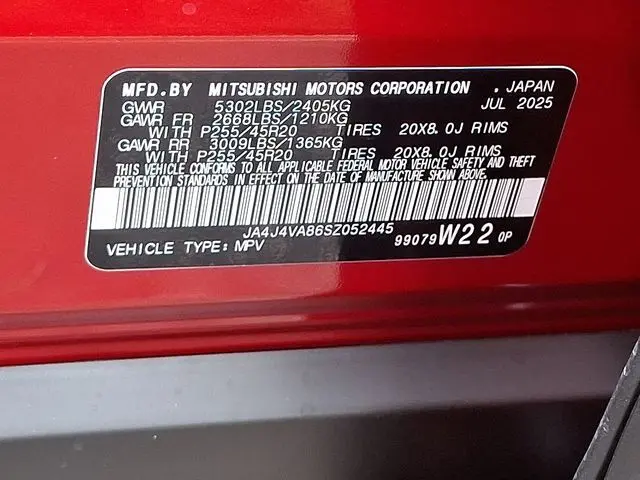 MFD.BY MITSUBISHI MOTORS CORPORATION . JAPAN
GVWR 5302LBS/2405KG JUL 2025
GAWR FR 2668LBS/1210KG
WITH P255/45R20 TIRES 20X8.0J RIMS
GAWR RR 3009LBS/1365KG
WITH P255/45R20 TIRES 20X8.0J RIMS
THIS VEHICLE CONFORMS TO ALL APPLICABLE FEDERAL MOTOR VEHICLE SAFETY AND THEFT
PREVENTION STANDARDS IN EFFECT ON THE DATE OF MANUFACTURE SHOWN ABOVE.
JA4J4VA86SZ052445
VEHICLE TYPE: MPV 99079W22 0P